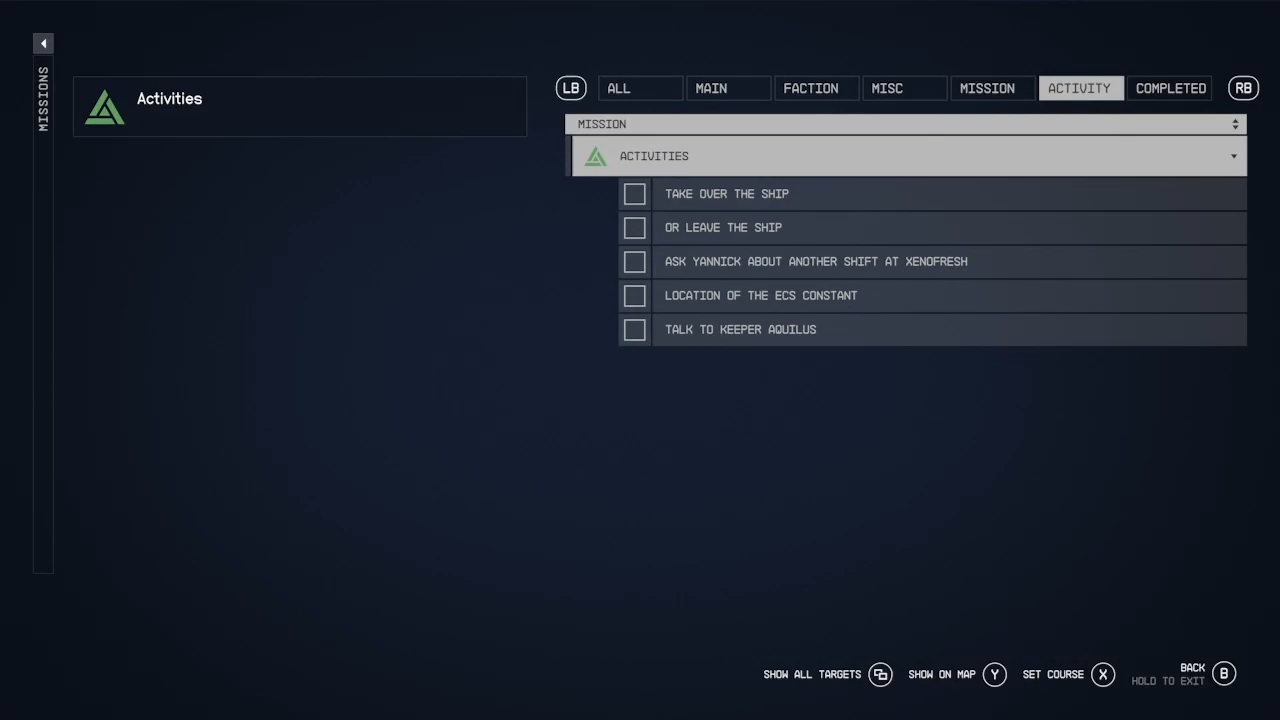 MISSIONS
Activities
LB ALL MAIN FACTION MISC MISSION ACTIVITY COMPLETED RB
MISSION
ACTIVITIES
TAKE OVER THE SHIP
OR LEAVE THE SHIP
ASK YANNICK ABOUT ANOTHER SHIFT AT XENOFRESH
LOCATION OF THE ECS CONSTANT
TALK TO KEEPER AQUILUS
SHOW ALL TARGETS SHOW ON MAP Y SET COURSE X BACK B
HOLD TO EXIT